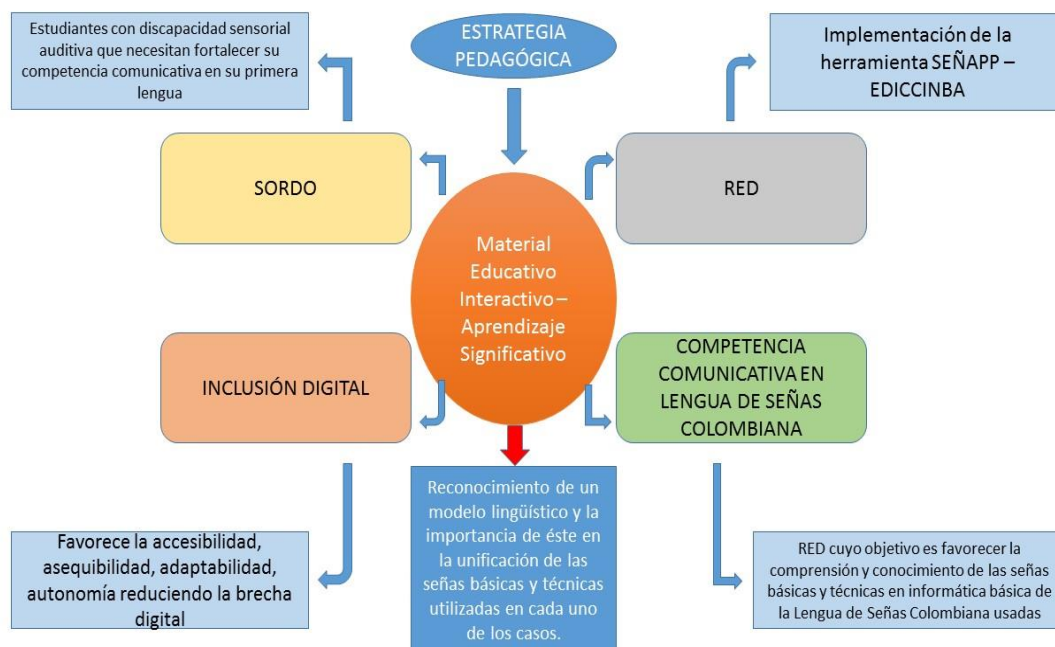 Estudiantes con discapacidad sensorial
auditiva que necesitan fortalecer su
competencia comunicativa en su primera
lengua
ESTRATEGIA
PEDAGÓGICA
Implementación de la
herramienta SEÑAPP –
EDICCINBA
SORDO
RED
Material
Educativo
Interactivo –
Aprendizaje
Significativo
INCLUSIÓN DIGITAL
COMPETENCIA
COMUNICATIVA EN
LENGUA DE SEÑAS
COLOMBIANA
Favorece la accesibilidad,
asequibilidad, adaptabilidad,
autonomía reduciendo la brecha
digital
Reconocimiento de un
modelo lingüístico y la
importancia de éste en
la unificación de las
señas básicas y técnicas
utilizadas en cada uno
de los casos.
RED cuyo objetivo es favorecer la
comprensión y conocimiento de las señas
básicas y técnicas en informática básica de
la Lengua de Señas Colombiana usadas